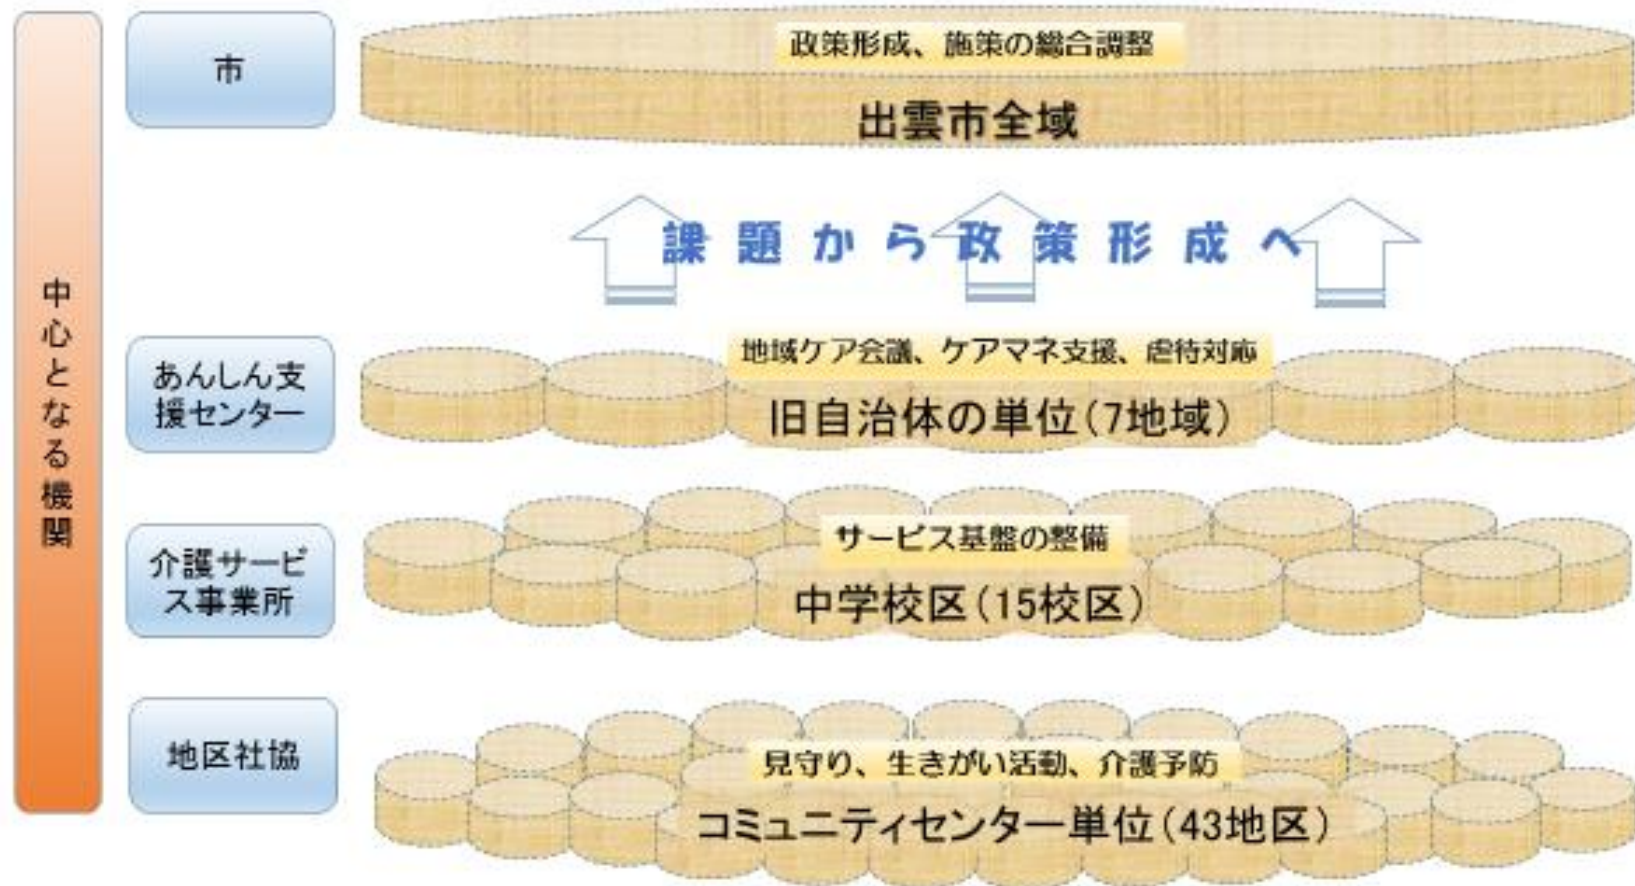 中心となる機関
市
政策形成、施策の総合調整
出雲市全域
課題から政策形成へ
あんしん支
援センター
地域ケア会議、ケアマネ支援、虐待対応
旧自治体の単位(7地域)
介護サービ
ス事業所
サービス基盤の整備
中学校区(15校区)
地区社協
見守り、生きがい活動、介護予防
コミュニティセンター単位(43地区)